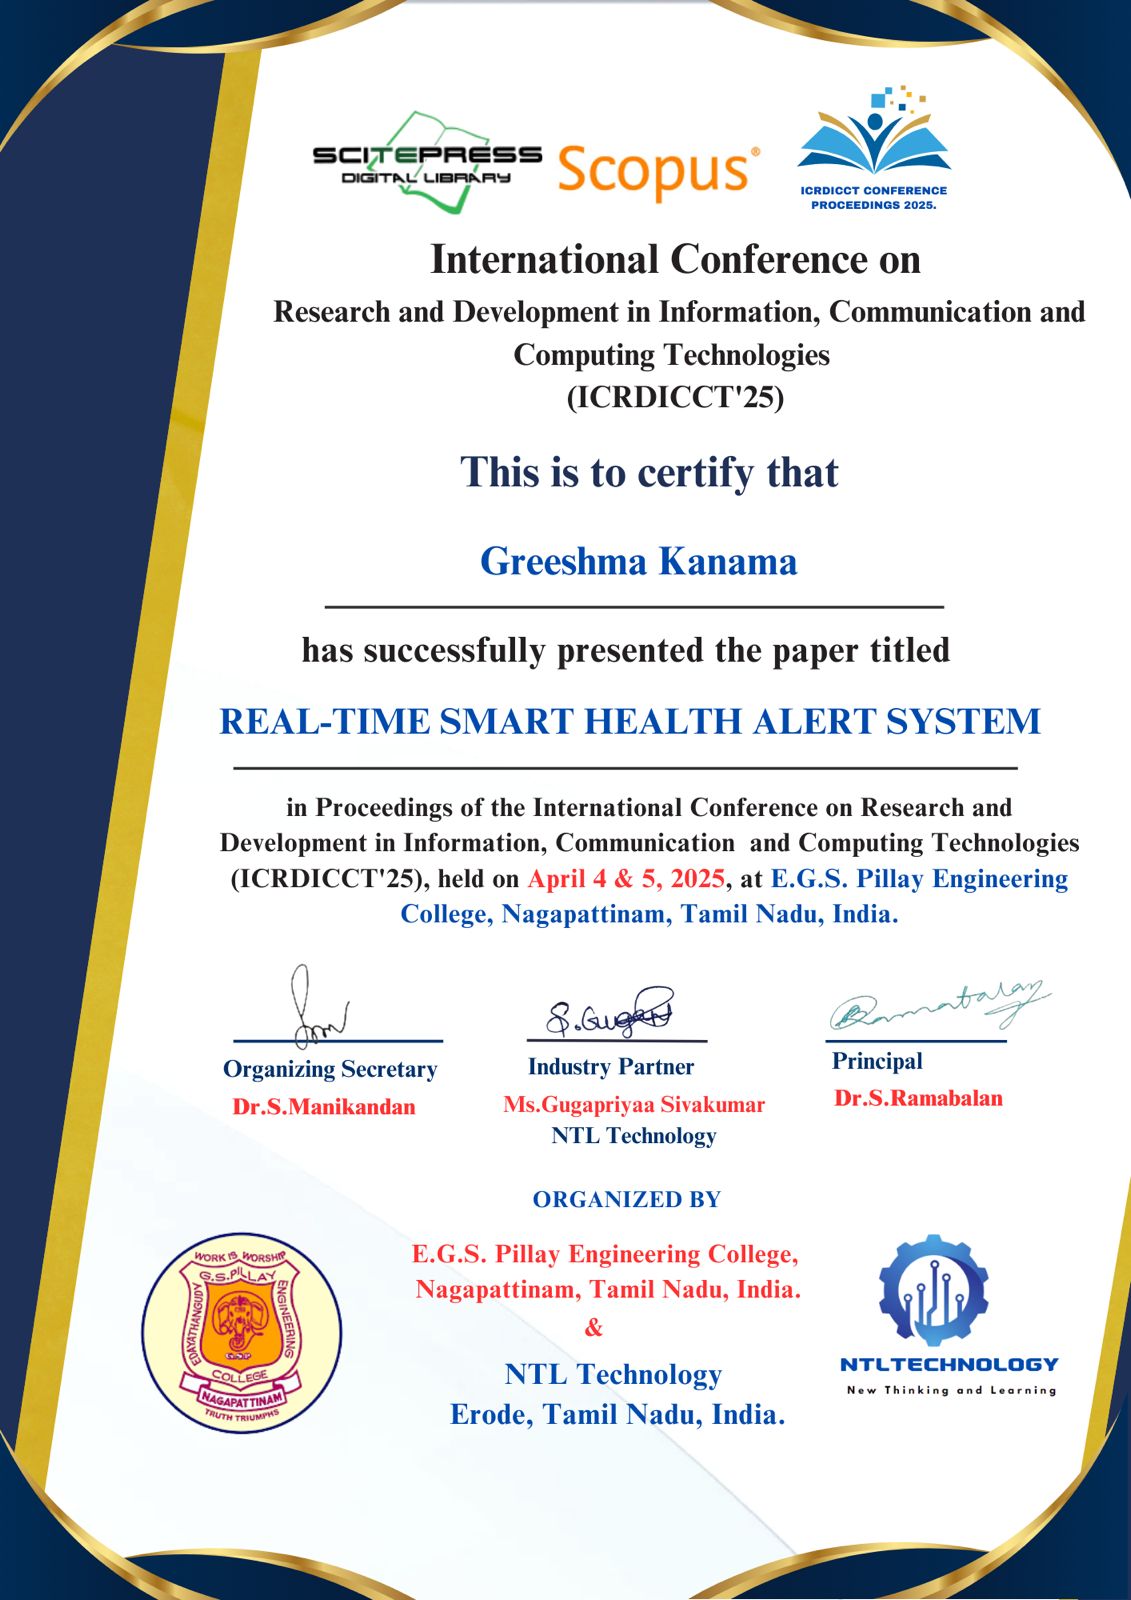 SCITEPRESS
DIGITAL LIBRARY
Scopus®
ICRDICCT CONFERENCE
PROCEEDINGS 2025.
International Conference on
Research and Development in Information, Communication and
Computing Technologies
(ICRDICCT'25)
This is to certify that
Greeshma Kanama
has successfully presented the paper titled
REAL-TIME SMART HEALTH ALERT SYSTEM
in Proceedings of the International Conference on Research and
Development in Information, Communication and Computing Technologies
(ICRDICCT'25), held on April 4 & 5, 2025, at E.G.S. Pillay Engineering
College, Nagapattinam, Tamil Nadu, India.
S.Gugan
Ramabalan
Organizing Secretary
Dr.S.Manikandan
Industry Partner
Ms.Gugapriyaa Sivakumar
NTL Technology
Principal
Dr.S.Ramabalan
ORGANIZED BY
E.G.S. Pillay Engineering College,
Nagapattinam, Tamil Nadu, India.
&
NTL Technology
Erode, Tamil Nadu, India.
WORK IS WORSHIP
EDAYATHANGUDY
G.S.PILLAY
ENGINEERING
COLLEGE
NAGAPATTINAM
TRUTH TRIUMPHS
NTLTECHNOLOGY
New Thinking and Learning